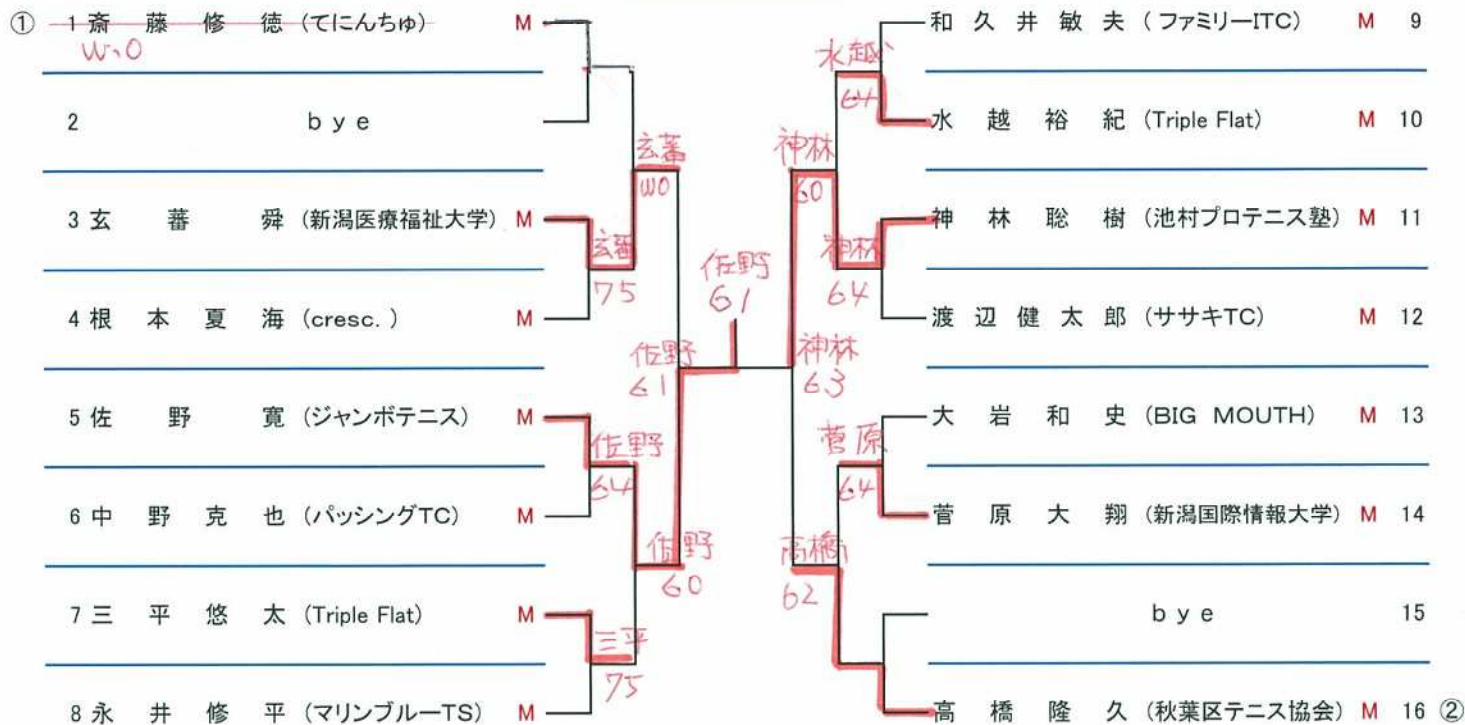 ① 1 斎藤修徳 (てにんちゅ) M
W.O
2 bye
3 玄蕃舜 (新潟医療福祉大学) M
4 根本夏海 (cresc.) M
5 佐野寛 (ジャンボテニス) M
6 中野克也 (パッシングTC) M
7 三平悠太 (Triple Flat) M
8 永井修平 (マリンブルーTS) M
玄蕃
75
佐野
64
三平
75
玄蕃
WO
佐野
60
佐野
61
佐野
61
神林
63
神林
60
高橋
62
水越
64
神林
64
菅原
64
和久井敏夫 (ファミリーITC) M 9
水越裕紀 (Triple Flat) M 10
神林聡樹 (池村プロテニス塾) M 11
渡辺健太郎 (ササキTC) M 12
大岩和史 (BIG MOUTH) M 13
菅原大翔 (新潟国際情報大学) M 14
bye 15
高橋隆久 (秋葉区テニス協会) M 16 ②